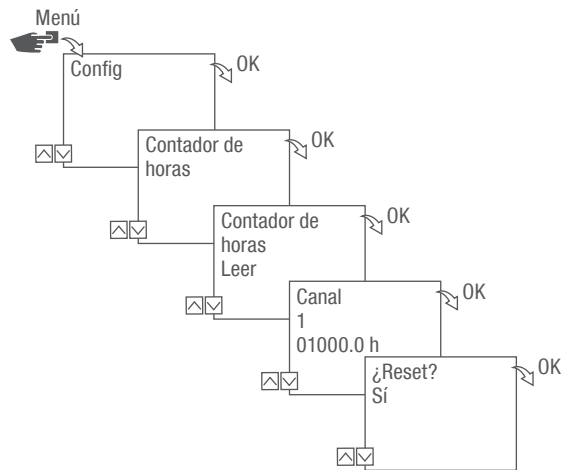 Menú
Config
OK
Contador de
horas
OK
Contador de
horas
Leer
OK
Canal
1
01000.0 h
OK
¿Reset?
Sí
OK